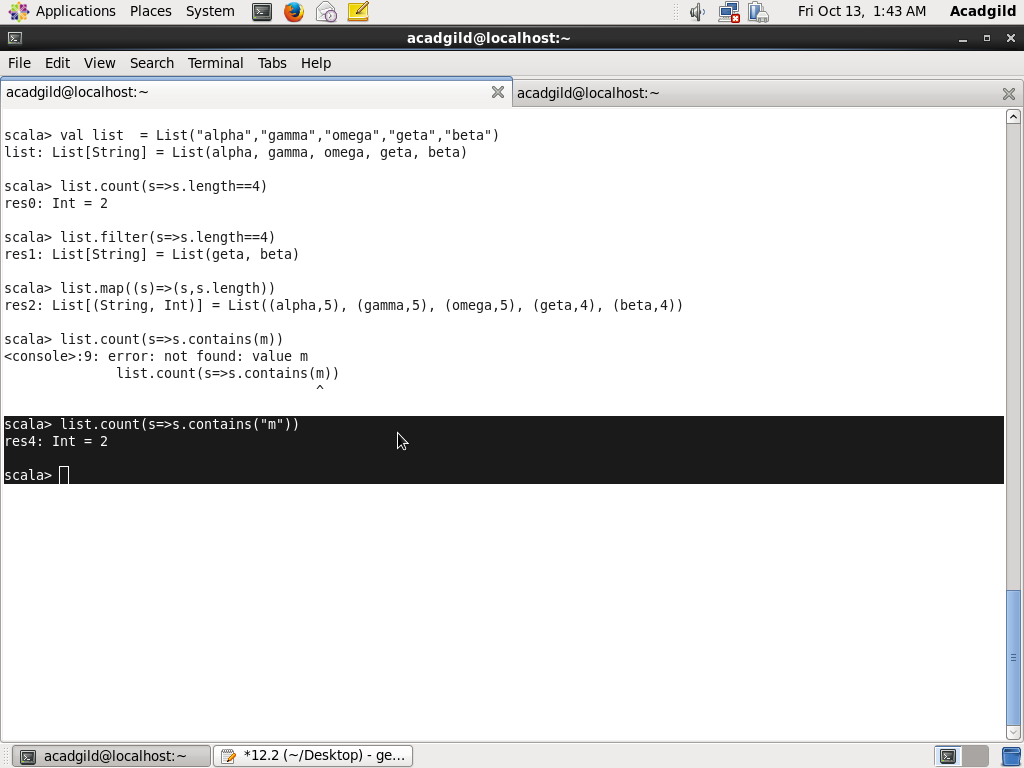 Applications Places System Fri Oct 13, 1:43 AM Acadgild
acadgild@localhost:~
File Edit View Search Terminal Tabs Help
acadgild@localhost:~ acadgild@localhost:~
scala> val list  = List("alpha","gamma","omega","geta","beta")
list: List[String] = List(alpha, gamma, omega, geta, beta)
scala> list.count(s=>s.length==4)
res0: Int = 2
scala> list.filter(s=>s.length==4)
res1: List[String] = List(geta, beta)
scala> list.map((s)=>(s,s.length))
res2: List[(String, Int)] = List((alpha,5), (gamma,5), (omega,5), (geta,4), (beta,4))
scala> list.count(s=>s.contains(m))
<console>:9: error: not found: value m
              list.count(s=>s.contains(m))
                                       ^
scala> list.count(s=>s.contains("m"))
res4: Int = 2
scala>
acadgild@localhost:~ *12.2 (~/Desktop) - ge...